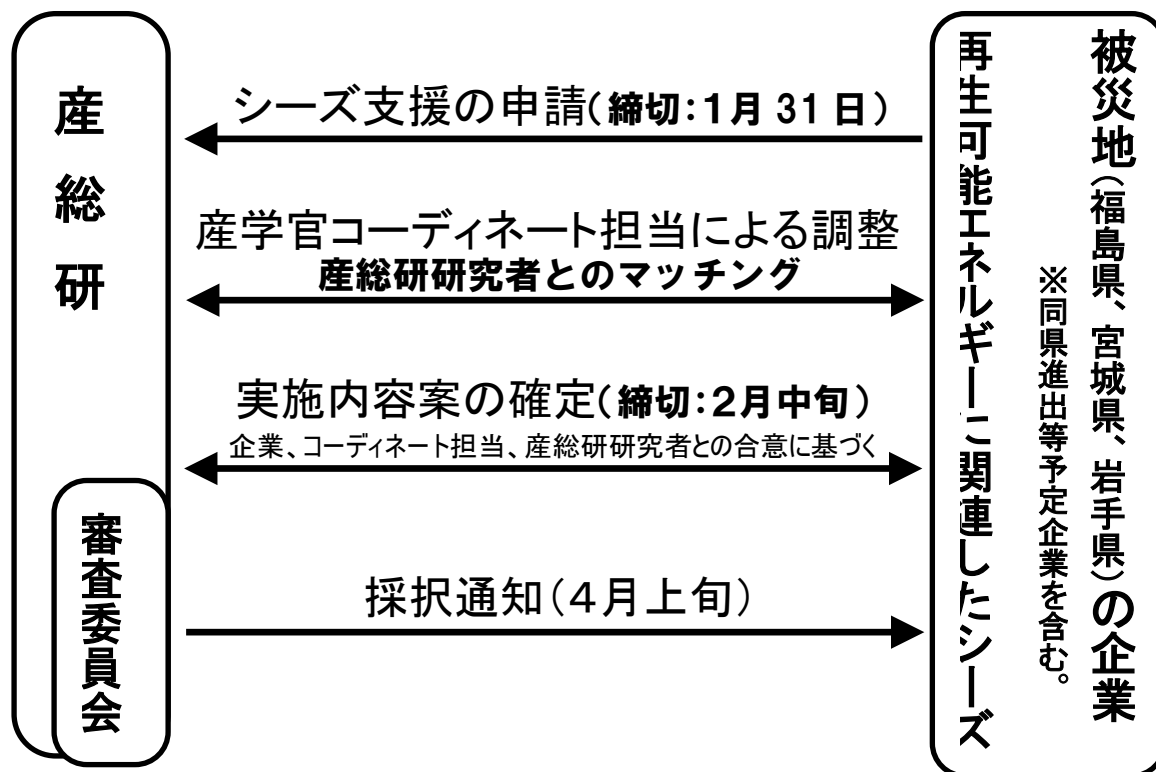 産総研
審査委員会
シーズ支援の申請(締切:1月31日)
産学官コーディネート担当による調整
産総研研究者とのマッチング
実施内容案の確定(締切:2月中旬)
企業、コーディネート担当、産総研研究者との合意に基づく
採択通知(4月上旬)
被災地(福島県、宮城県、岩手県)の企業
※同県進出等予定企業を含む。
再生可能エネルギーに関連したシーズ